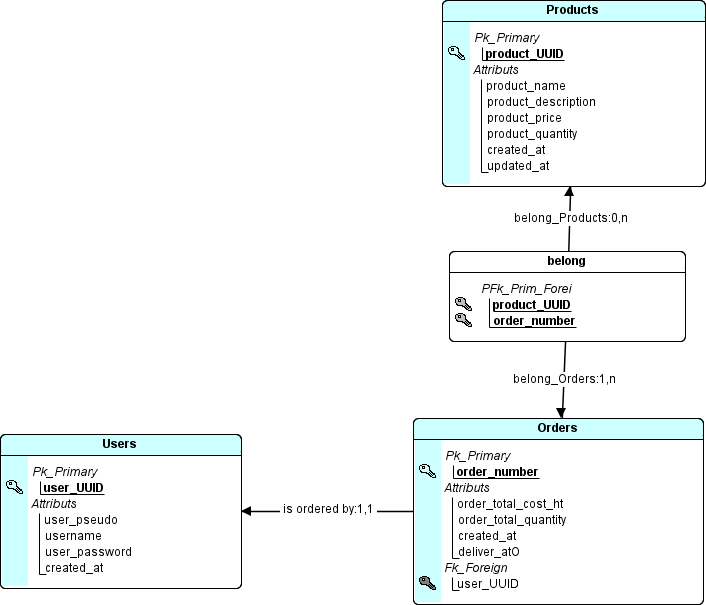 Products
Pk_Primary
product_UUID
Attributs
product_name
product_description
product_price
product_quantity
created_at
updated_at
belong_Products:0,n
belong
PFk_Prim_Forei
product_UUID
order_number
belong_Orders:1,n
Orders
Pk_Primary
order_number
Attributs
order_total_cost_ht
order_total_quantity
created_at
deliver_atO
Fk_Foreign
user_UUID
is ordered by:1,1
Users
Pk_Primary
user_UUID
Attributs
user_pseudo
username
user_password
created_at